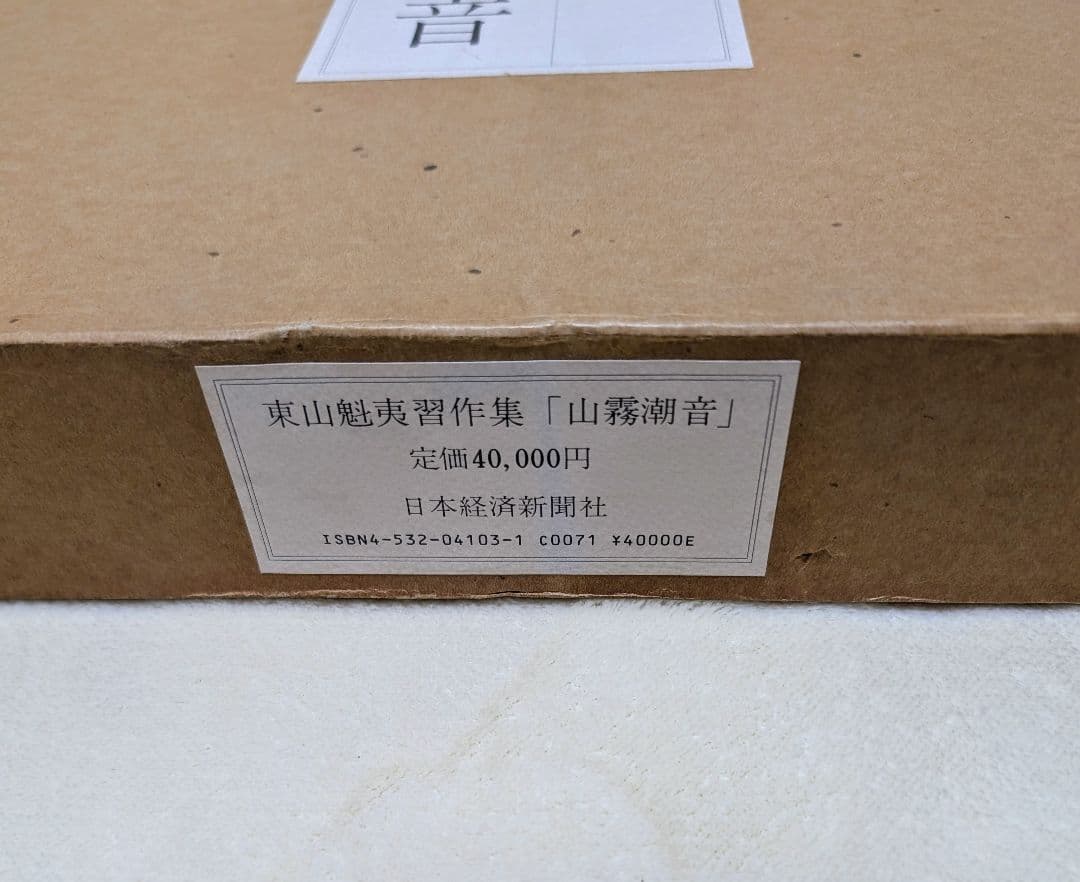 音
東山魁夷習作集「山霧潮音」
定価40,000円
日本経済新聞社
ISBN4-532-04103-1 C0071 ¥40000E